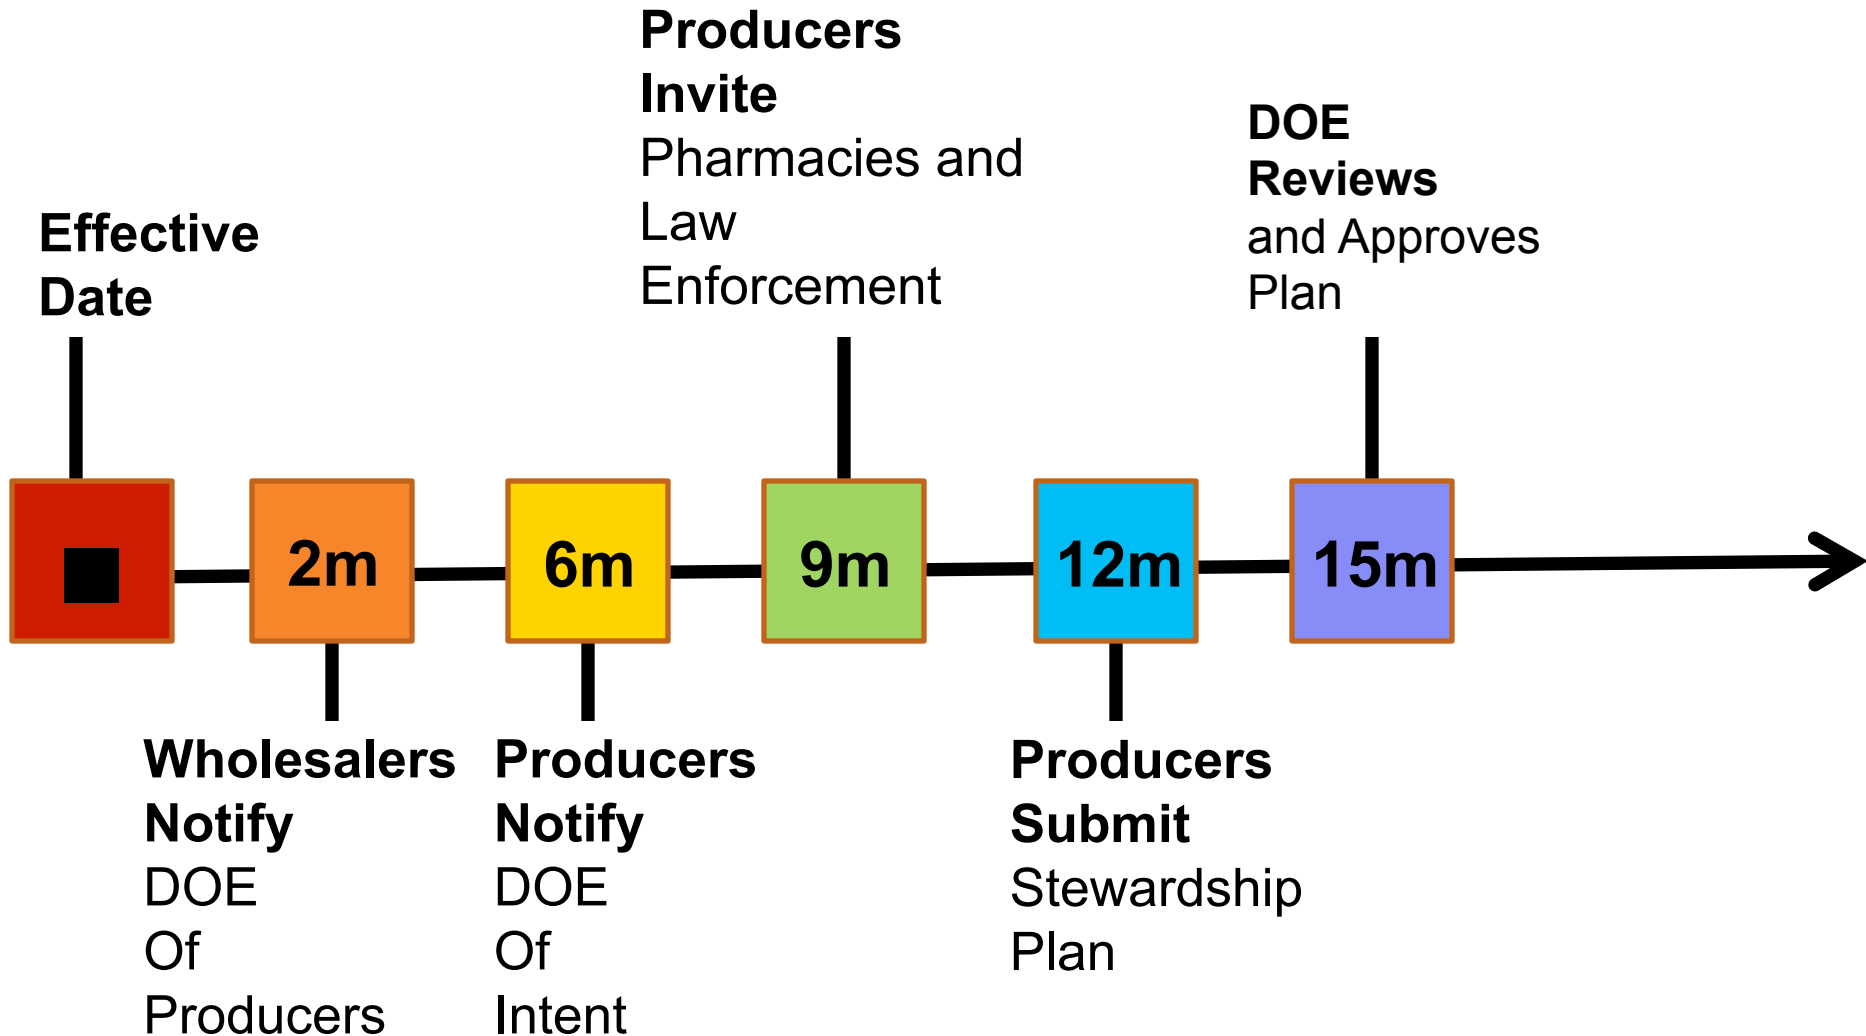 Effective
Date
2m
Wholesalers
Notify
DOE
Of
Producers
6m
Producers
Notify
DOE
Of
Intent
Producers
Invite
Pharmacies and
Law
Enforcement
9m
12m
Producers
Submit
Stewardship
Plan
DOE
Reviews
and Approves
Plan
15m